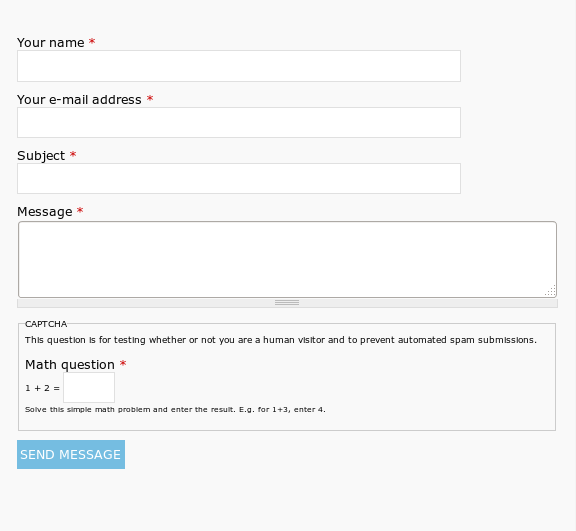 Your name *
Your e-mail address *
Subject *
Message *
CAPTCHA
This question is for testing whether or not you are a human visitor and to prevent automated spam submissions.
Math question *
1 + 2 =
Solve this simple math problem and enter the result. E.g. for 1+3, enter 4.
SEND MESSAGE